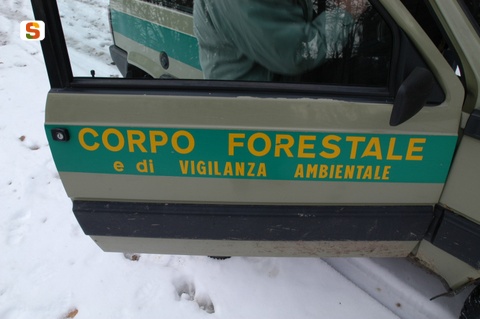 CORPO FORESTALE
e di VIGILANZA AMBIENTALE